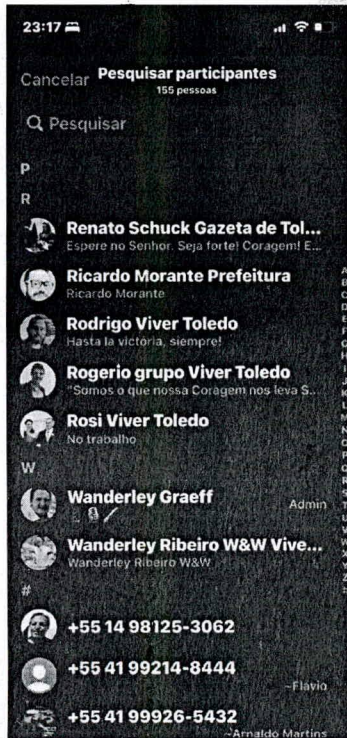 23:17
Cancelar Pesquisar participantes
155 pessoas
Pesquisar
P
R
Renato Schuck Gazeta de Tol...
Espere no Senhor. Seja forte! Coragem! E...
Ricardo Morante Prefeitura
Ricardo Morante
Rodrigo Viver Toledo
Hasta la victória, siempre!
Rogerio grupo Viver Toledo
"Somos o que nossa Coragem nos leva S...
Rosi Viver Toledo
No trabalho
W
Wanderley Graeff
Admin
Wanderley Ribeiro W&W Vive...
Wanderley Ribeiro W&W
#
+55 14 98125-3062
+55 41 99214-8444
~Flávio
+55 41 99926-5432
~Arnaldo Martins